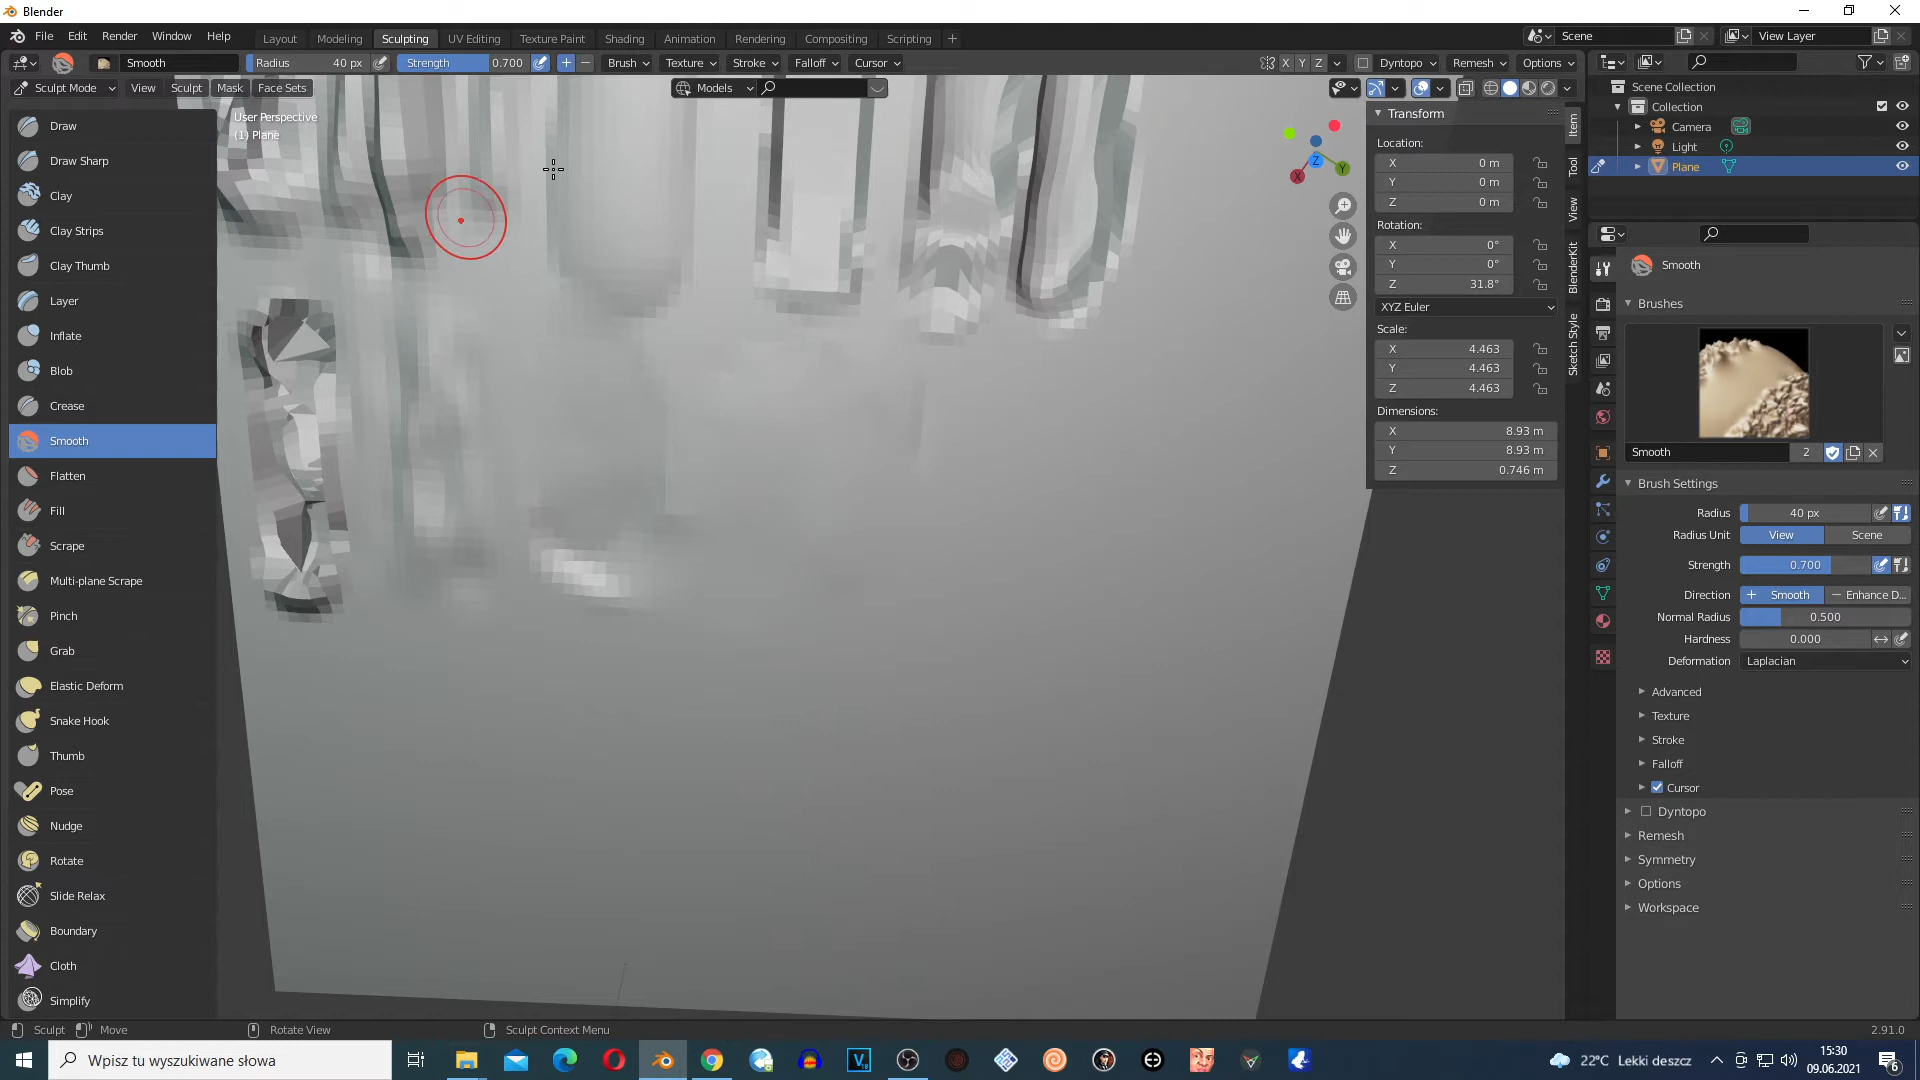 Blender
File Edit Render Window Help Layout Modeling Sculpting UV Editing Texture Paint Shading Animation Rendering Compositing Scripting + Scene View Layer
Smooth Radius 40 px Strength 0.700 Brush Texture Stroke Falloff Cursor X Y Z Dyntopo Remesh Options
Sculpt Mode View Sculpt Mask Face Sets Models
User Perspective
(1) Plane
Draw
Draw Sharp
Clay
Clay Strips
Clay Thumb
Layer
Inflate
Blob
Crease
Smooth
Flatten
Fill
Scrape
Multi-plane Scrape
Pinch
Grab
Elastic Deform
Snake Hook
Thumb
Pose
Nudge
Rotate
Slide Relax
Boundary
Cloth
Simplify
X
Y
Z
Transform
Location:
X 0 m
Y 0 m
Z 0 m
Rotation:
X 0°
Y 0°
Z 31.8°
XYZ Euler
Scale:
X 4.463
Y 4.463
Z 4.463
Dimensions:
X 8.93 m
Y 8.93 m
Z 0.746 m
Item
Tool
View
BlenderKit
Sketch Style
Scene Collection
Collection
Camera
Light
Plane
Smooth
Brushes
Smooth 2
Brush Settings
Radius 40 px
Radius Unit View Scene
Strength 0.700
Direction + Smooth — Enhance D...
Normal Radius 0.500
Hardness 0.000
Deformation Laplacian
Advanced
Texture
Stroke
Falloff
Cursor
Dyntopo
Remesh
Symmetry
Options
Workspace
Sculpt Move Rotate View Sculpt Context Menu 2.91.0
Wpisz tu wyszukiwane słowa
22°C Lekki deszcz
15:30
09.06.2021
6